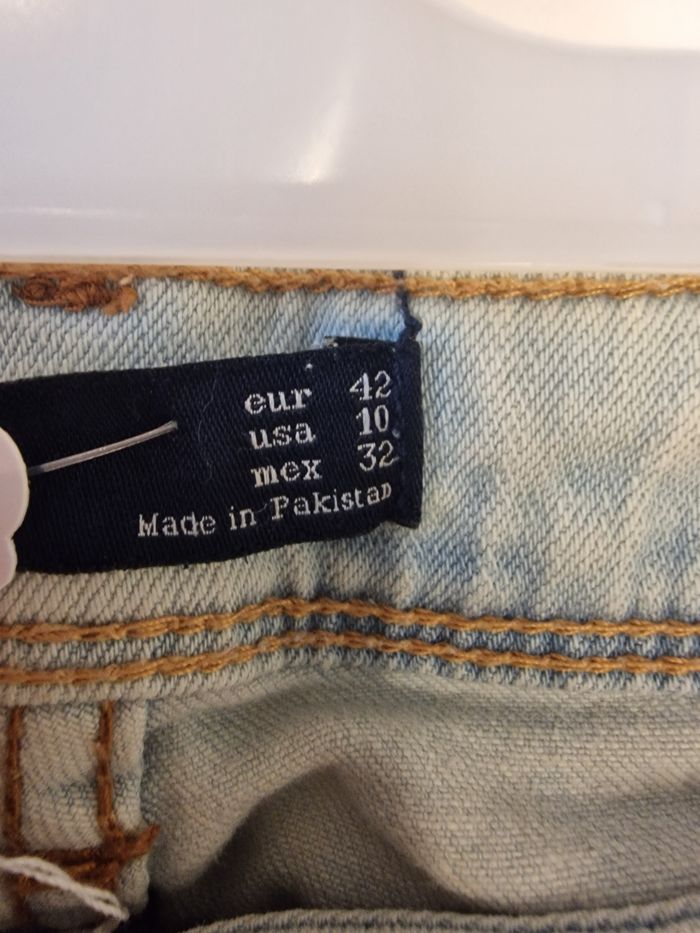 eur 42
usa 10
mex 32
Made in Pakistan